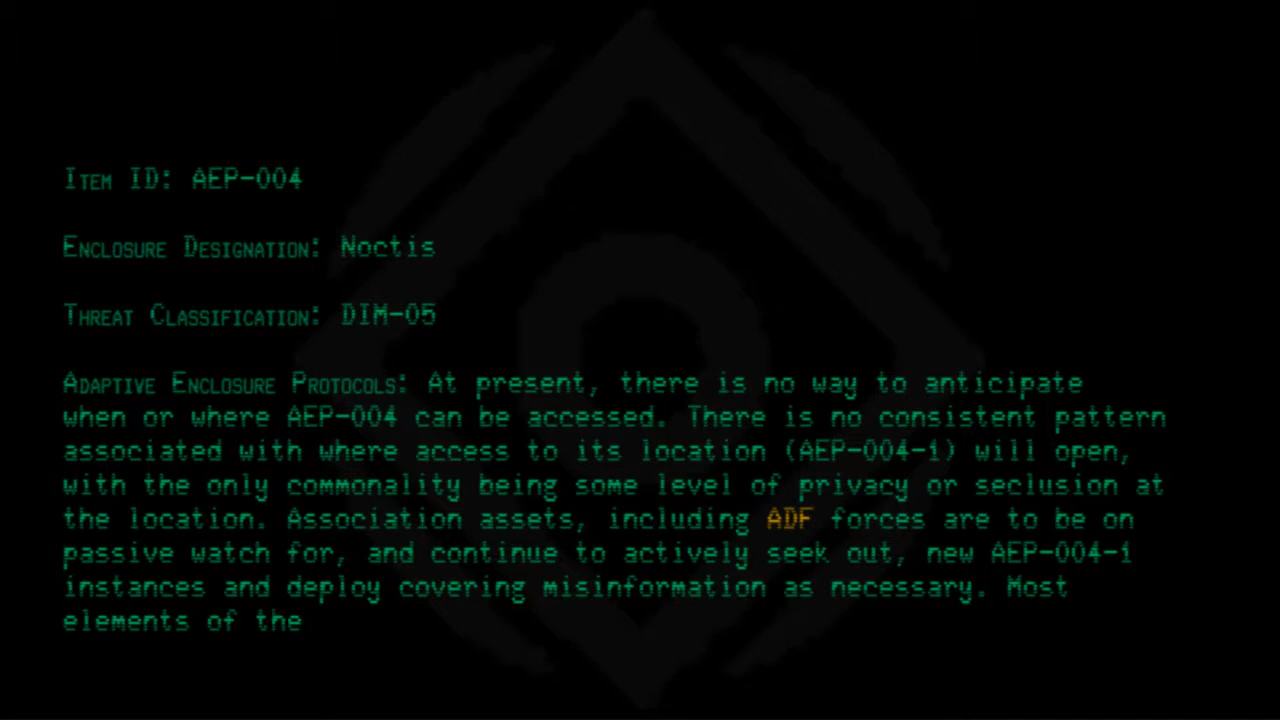 Item ID: AEP-004
Enclosure Designation: Noctis
Threat Classification: DIM-05
Adaptive Enclosure Protocols: At present, there is no way to anticipate
when or where AEP-004 can be accessed. There is no consistent pattern
associated with where access to its location (AEP-004-1) will open,
with the only commonality being some level of privacy or seclusion at
the location. Association assets, including ADF forces are to be on
passive watch for, and continue to actively seek out, new AEP-004-1
instances and deploy covering misinformation as necessary. Most
elements of the